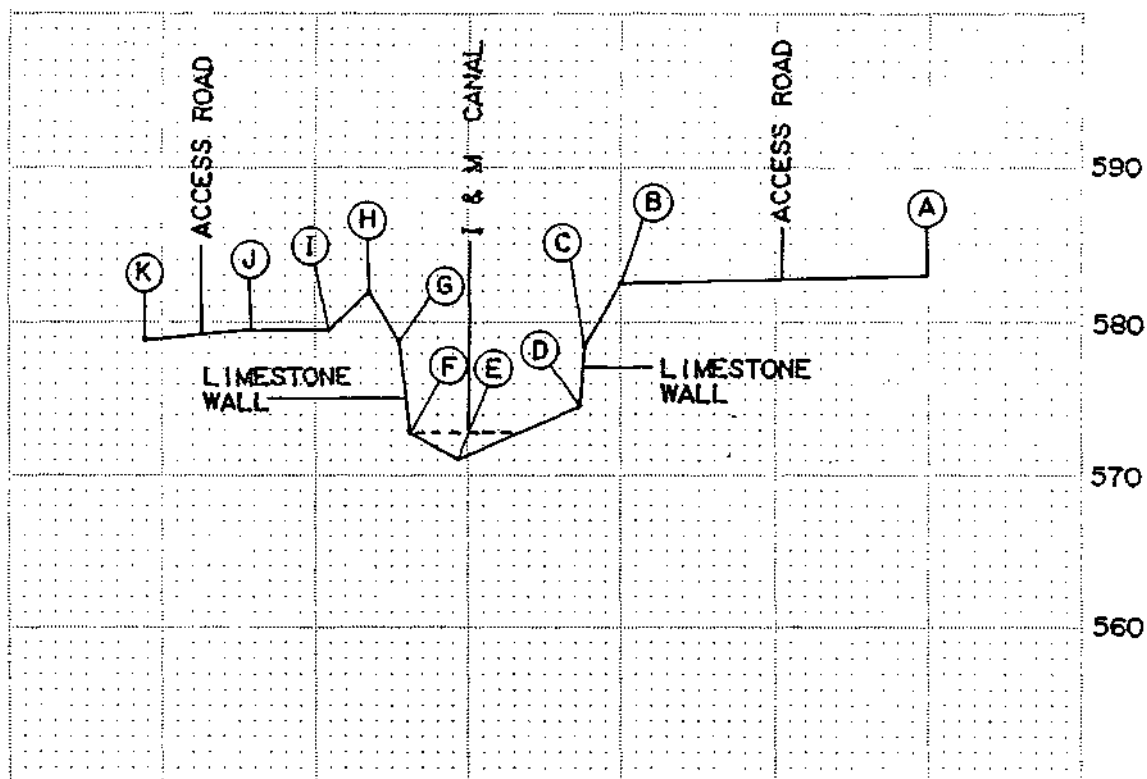 ACCESS ROAD
I & M CANAL
ACCESS ROAD
590
A
B
H
C
I
J
K
G
580
F
E
D
LIMESTONE
WALL
LIMESTONE
WALL
570
560